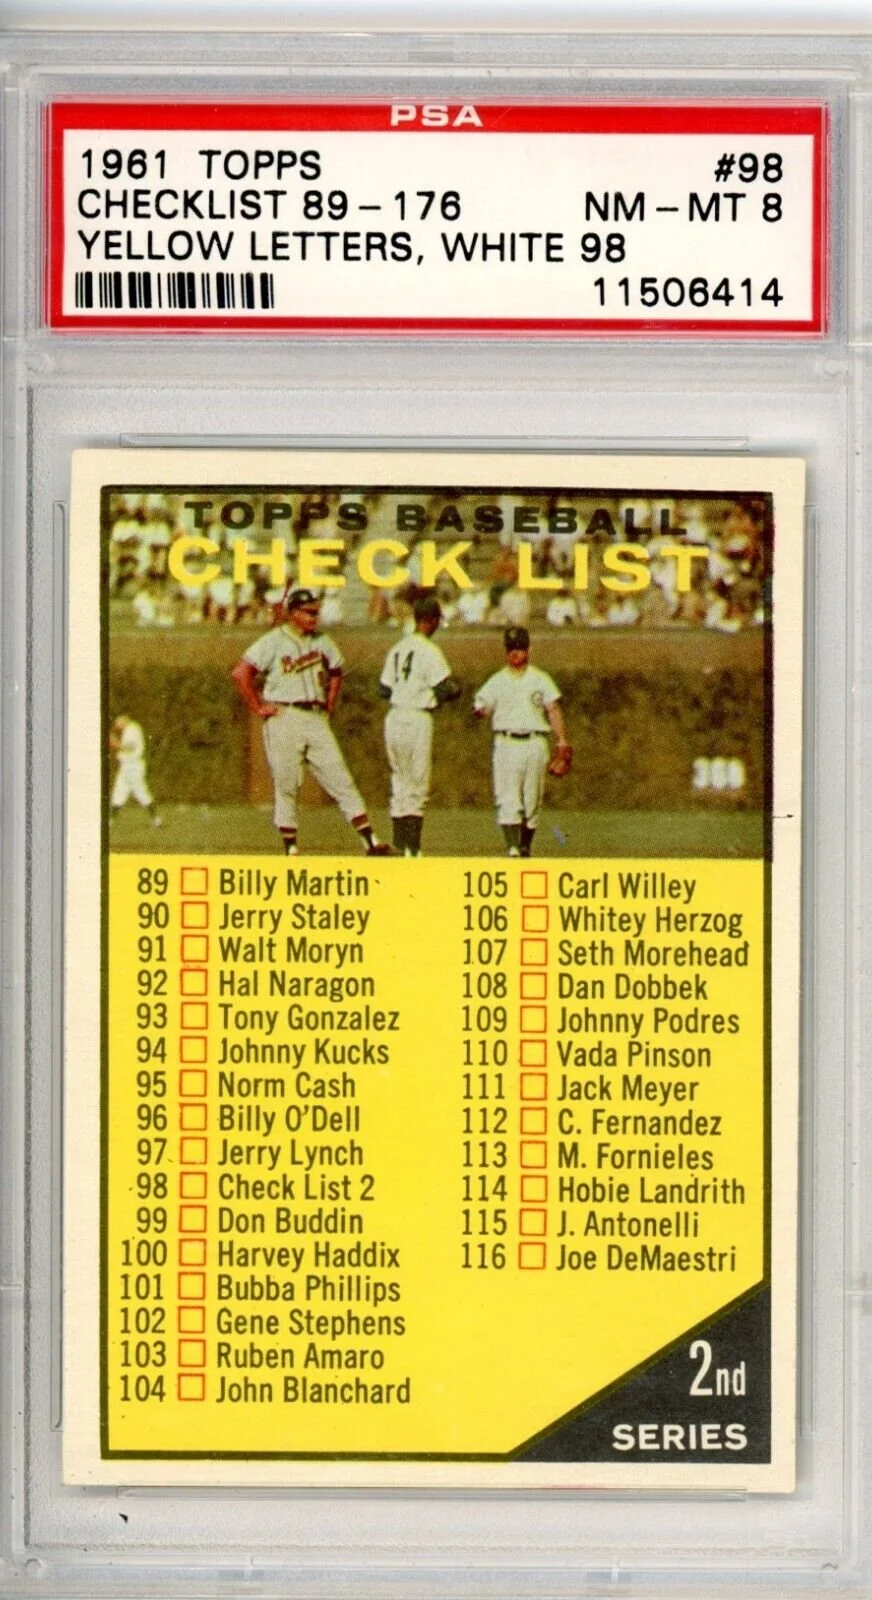 PSA
1961 TOPPS #98
CHECKLIST 89-176 NM-MT 8
YELLOW LETTERS, WHITE 98
11506414
TOPPS BASEBALL
CHECK LIST
Braves
14
368
89 Billy Martin
90 Jerry Staley
91 Walt Moryn
92 Hal Naragon
93 Tony Gonzalez
94 Johnny Kucks
95 Norm Cash
96 Billy O'Dell
97 Jerry Lynch
98 Check List 2
99 Don Buddin
100 Harvey Haddix
101 Bubba Phillips
102 Gene Stephens
103 Ruben Amaro
104 John Blanchard
105 Carl Willey
106 Whitey Herzog
107 Seth Morehead
108 Dan Dobbek
109 Johnny Podres
110 Vada Pinson
111 Jack Meyer
112 C. Fernandez
113 M. Fornieles
114 Hobie Landrith
115 J. Antonelli
116 Joe DeMaestri
2nd
SERIES